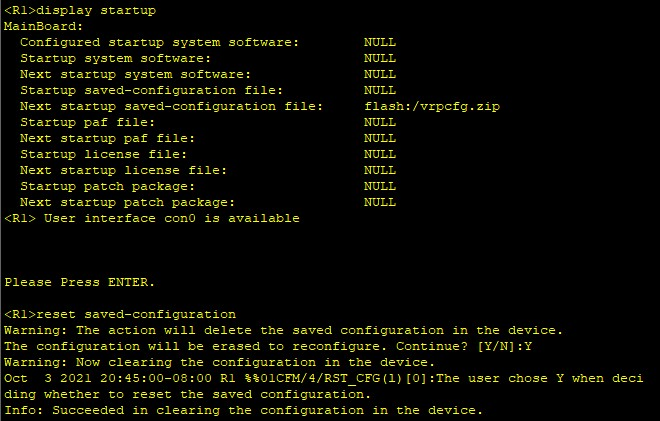 <R1>display startup
MainBoard:
  Configured startup system software:        NULL
  Startup system software:                   NULL
  Next startup system software:              NULL
  Startup saved-configuration file:          NULL
  Next startup saved-configuration file:     flash:/vrpcfg.zip
  Startup paf file:                          NULL
  Next startup paf file:                     NULL
  Startup license file:                      NULL
  Next startup license file:                 NULL
  Startup patch package:                     NULL
  Next startup patch package:                NULL
<R1> User interface con0 is available
Please Press ENTER.
<R1>reset saved-configuration
Warning: The action will delete the saved configuration in the device.
The configuration will be erased to reconfigure. Continue? [Y/N]:Y
Warning: Now clearing the configuration in the device.
Oct  3 2021 20:45:00-08:00 R1 %%01CFM/4/RST_CFG(l)[0]:The user chose Y when deci
ding whether to reset the saved configuration.
Info: Succeeded in clearing the configuration in the device.